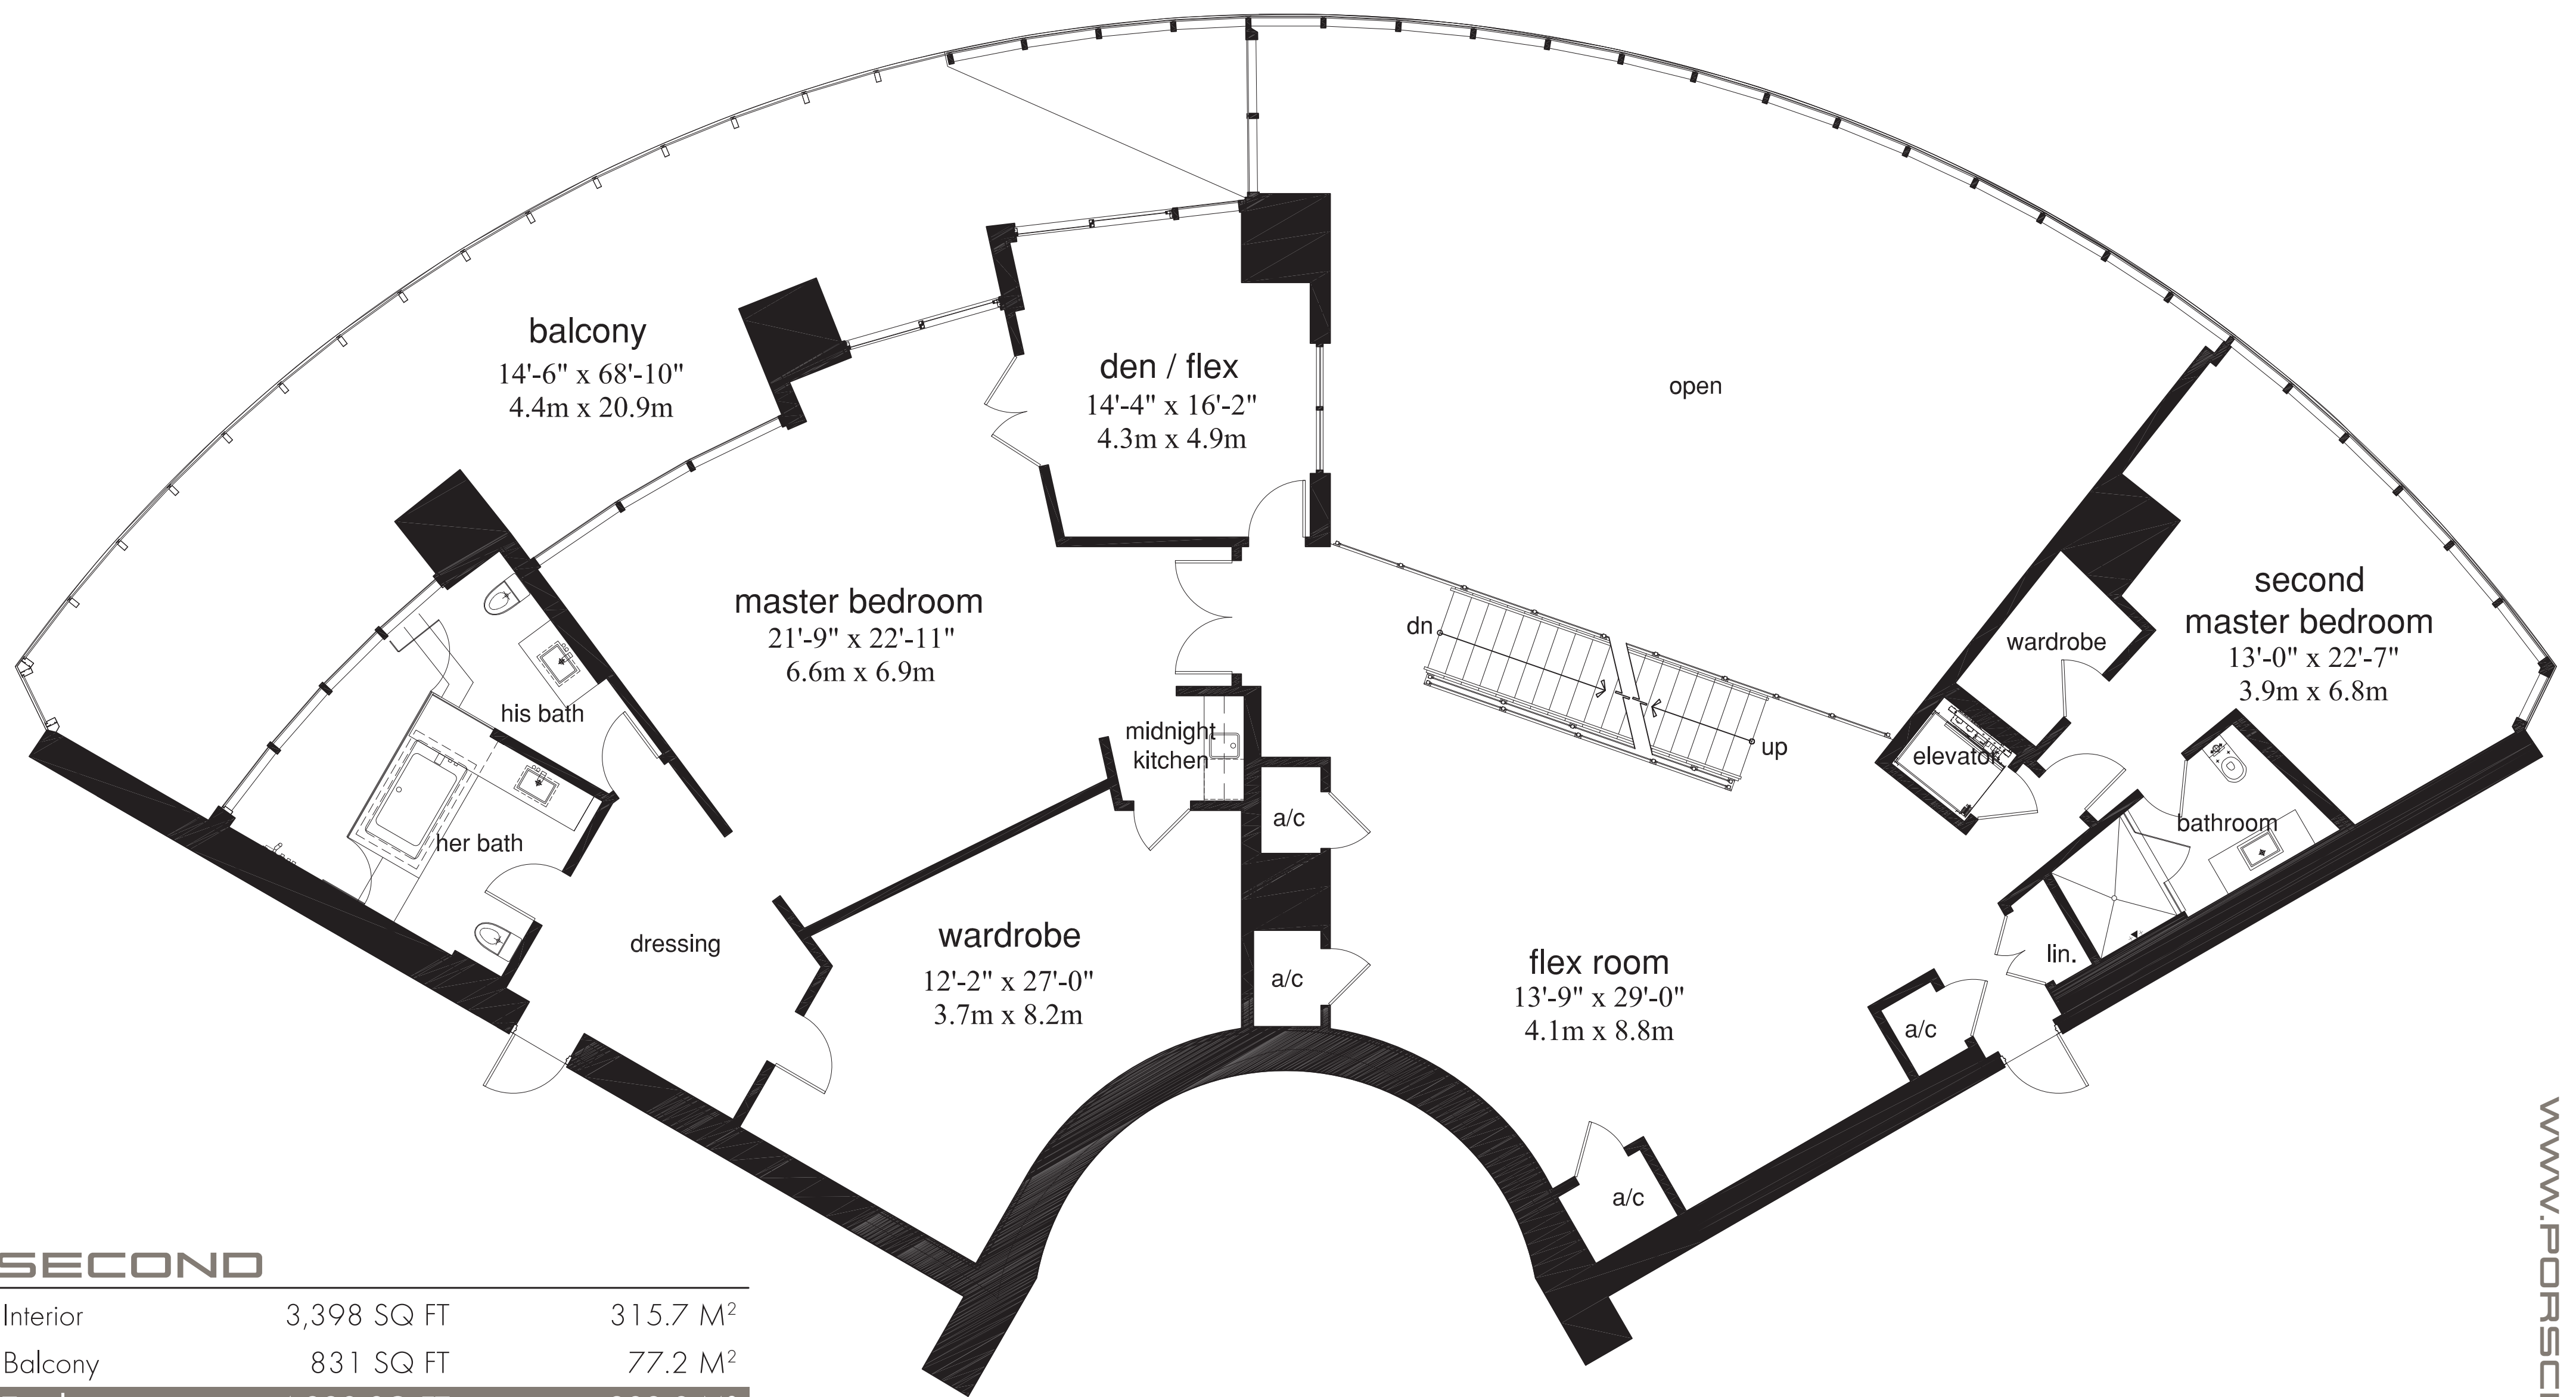 balcony
14'-6" x 68'-10"
4.4m x 20.9m
den / flex
14'-4" x 16'-2"
4.3m x 4.9m
open
master bedroom
21'-9" x 22'-11"
6.6m x 6.9m
dn
up
second
master bedroom
13'-0" x 22'-7"
3.9m x 6.8m
wardrobe
his bath
midnight
kitchen
elevator
her bath
a/c
bathroom
dressing
wardrobe
12'-2" x 27'-0"
3.7m x 8.2m
a/c
flex room
13'-9" x 29'-0"
4.1m x 8.8m
lin.
a/c
a/c
SECOND
Interior 3,398 SQ FT 315.7 M²
Balcony 831 SQ FT 77.2 M²